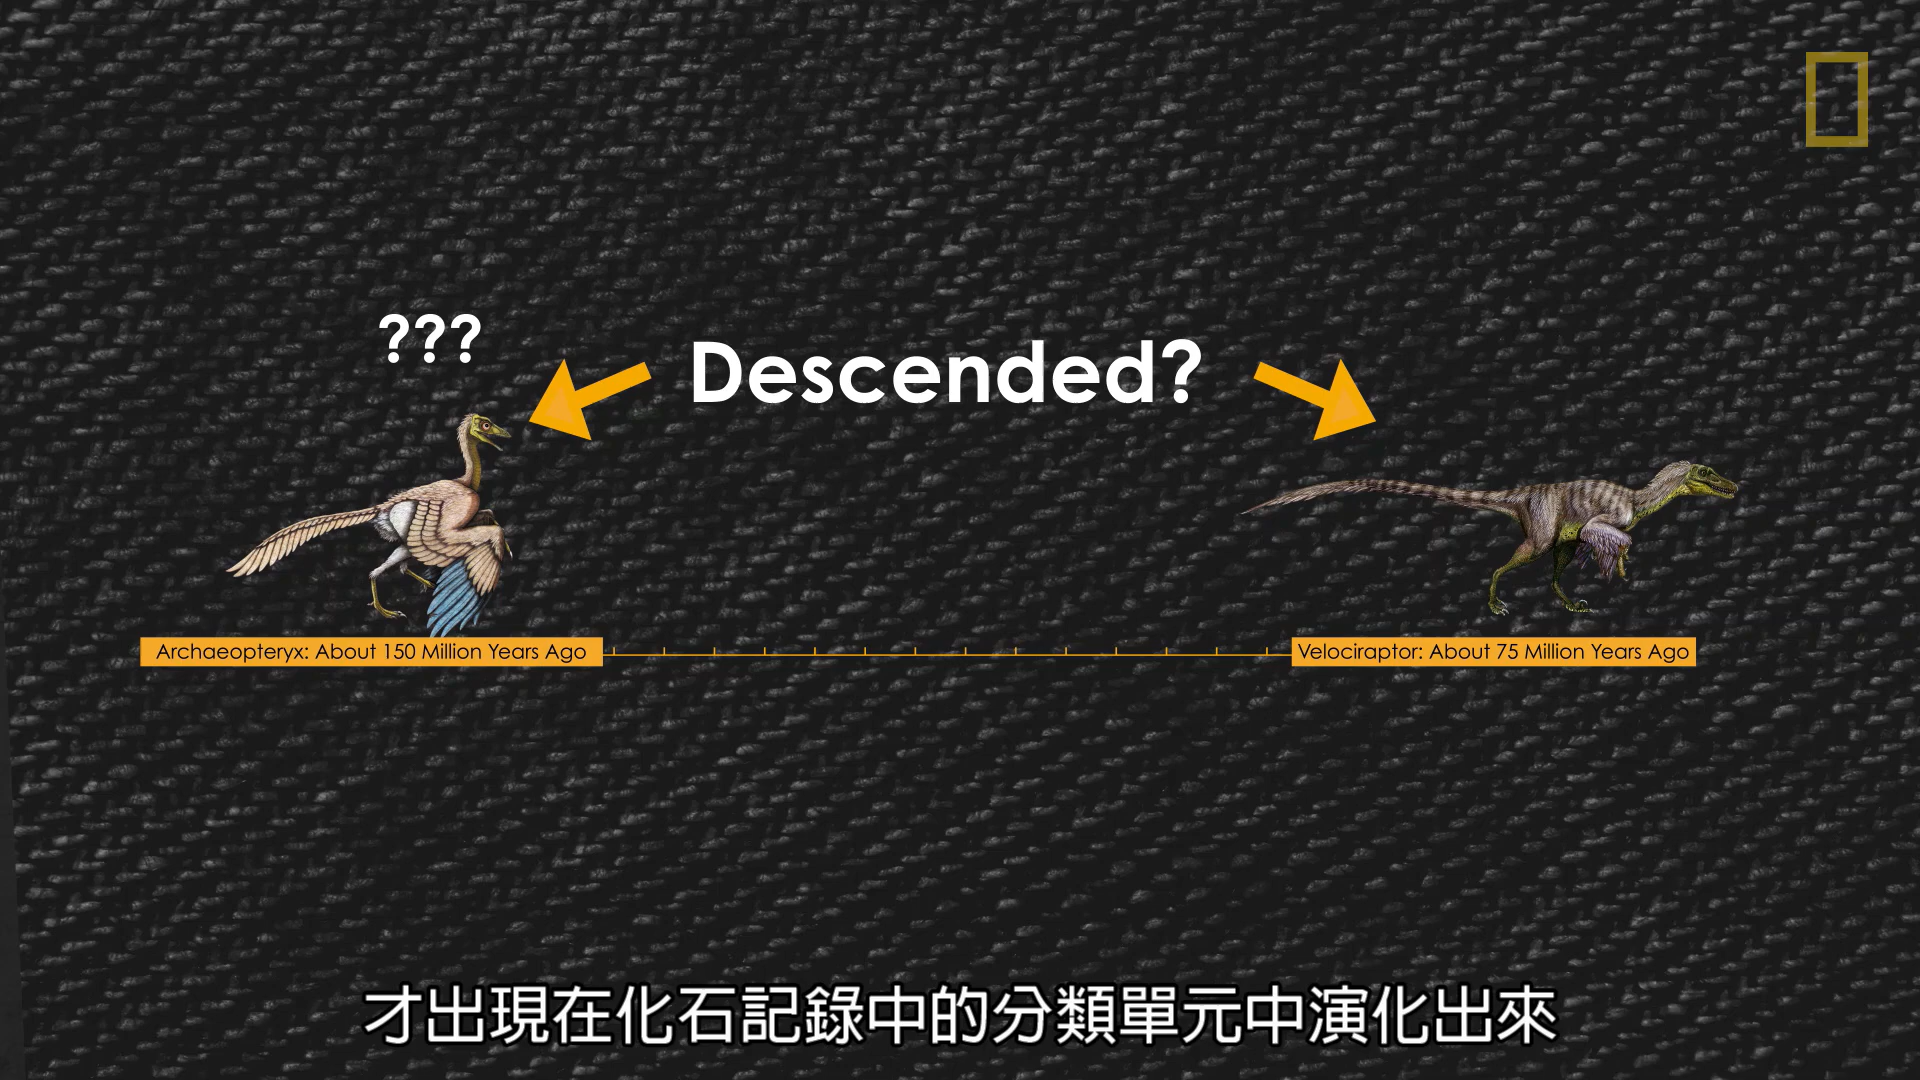 ???
Descended?
Archaeopteryx: About 150 Million Years Ago
Velociraptor: About 75 Million Years Ago
才出現在化石記錄中的分類單元中演化出來